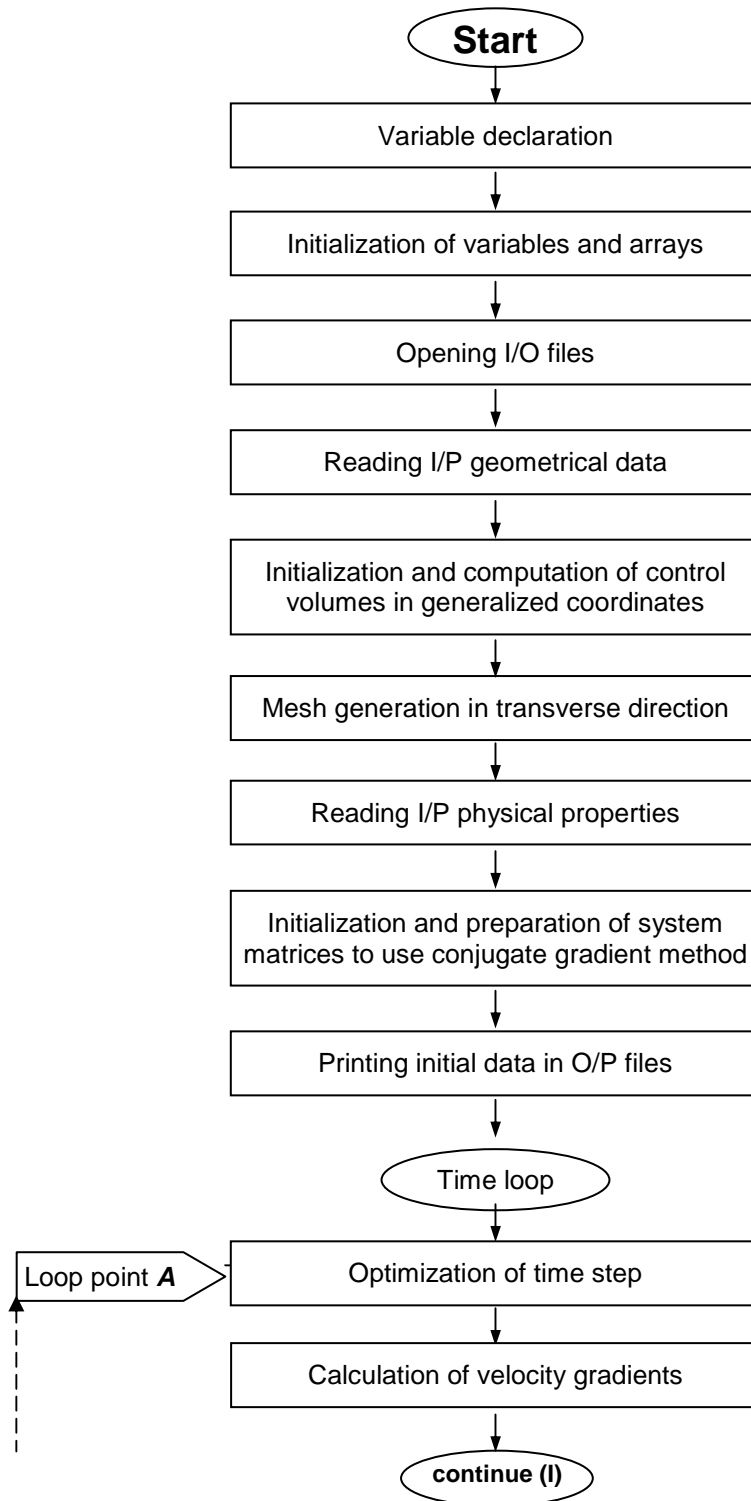 Start
Variable declaration
Initialization of variables and arrays
Opening I/O files
Reading I/P geometrical data
Initialization and computation of control
volumes in generalized coordinates
Mesh generation in transverse direction
Reading I/P physical properties
Initialization and preparation of system
matrices to use conjugate gradient method
Printing initial data in O/P files
Time loop
Loop point A
Optimization of time step
Calculation of velocity gradients
continue (I)